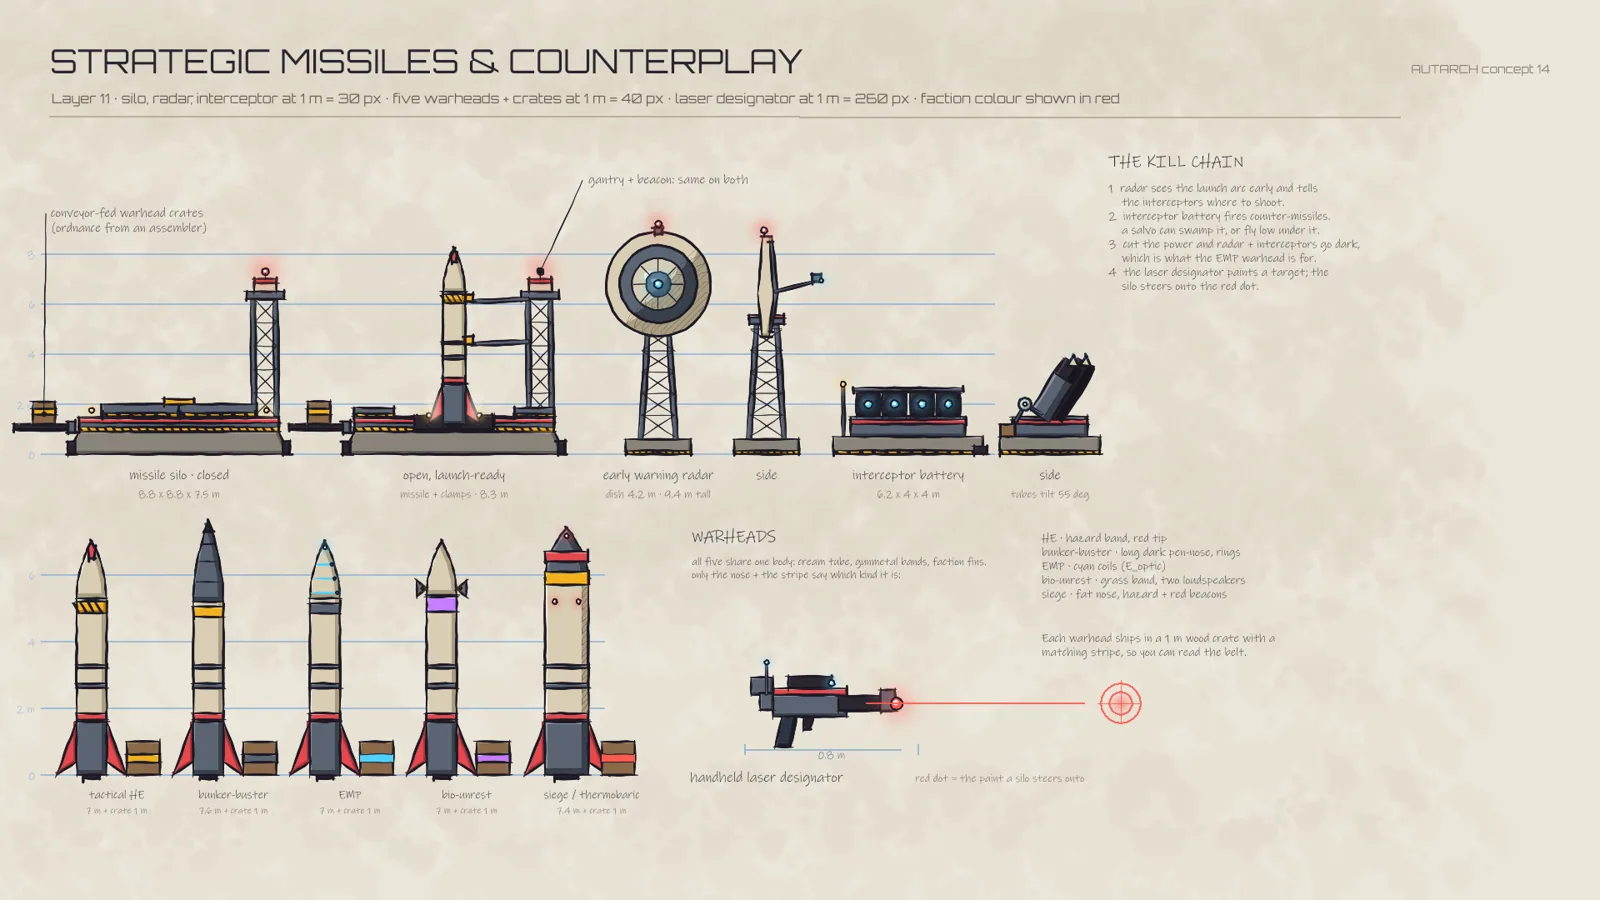 STRATEGIC MISSILES & COUNTERPLAY
AUTARCH concept 14
Layer 11 · silo, radar, interceptor at 1 m = 30 px · five warheads + crates at 1 m = 40 px · laser designator at 1 m = 260 px · faction colour shown in red
THE KILL CHAIN
1 radar sees the launch arc early and tells
the interceptors where to shoot.
2 interceptor battery fires counter-missiles.
a salvo can swamp it, or fly low under it.
3 cut the power and radar + interceptors go dark,
which is what the EMP warhead is for.
4 the laser designator paints a target; the
silo steers onto the red dot.
gantry + beacon: same on both
conveyor-fed warhead crates
(ordnance from an assembler)
8
6
4
2
0
missile silo · closed
8.8 x 8.8 x 7.5 m
open, launch-ready
missile + clamps · 8.3 m
early warning radar
dish 4.2 m · 9.4 m tall
side
interceptor battery
6.2 x 4 x 4 m
side
tubes tilt 55 deg
WARHEADS
all five share one body: cream tube, gunmetal bands, faction fins.
only the nose + the stripe say which kind it is:
HE · hazard band, red tip
bunker-buster · long dark pen-nose, rings
EMP · cyan coils (E_optic)
bio-unrest · grass band, two loudspeakers
siege · fat nose, hazard + red beacons
Each warhead ships in a 1 m wood crate with a
matching stripe, so you can read the belt.
6
4
2 m
0
tactical HE
7 m + crate 1 m
bunker-buster
7.6 m + crate 1 m
EMP
7 m + crate 1 m
bio-unrest
7 m + crate 1 m
siege / thermobaric
7.4 m + crate 1 m
0.8 m
handheld laser designator
red dot = the paint a silo steers onto